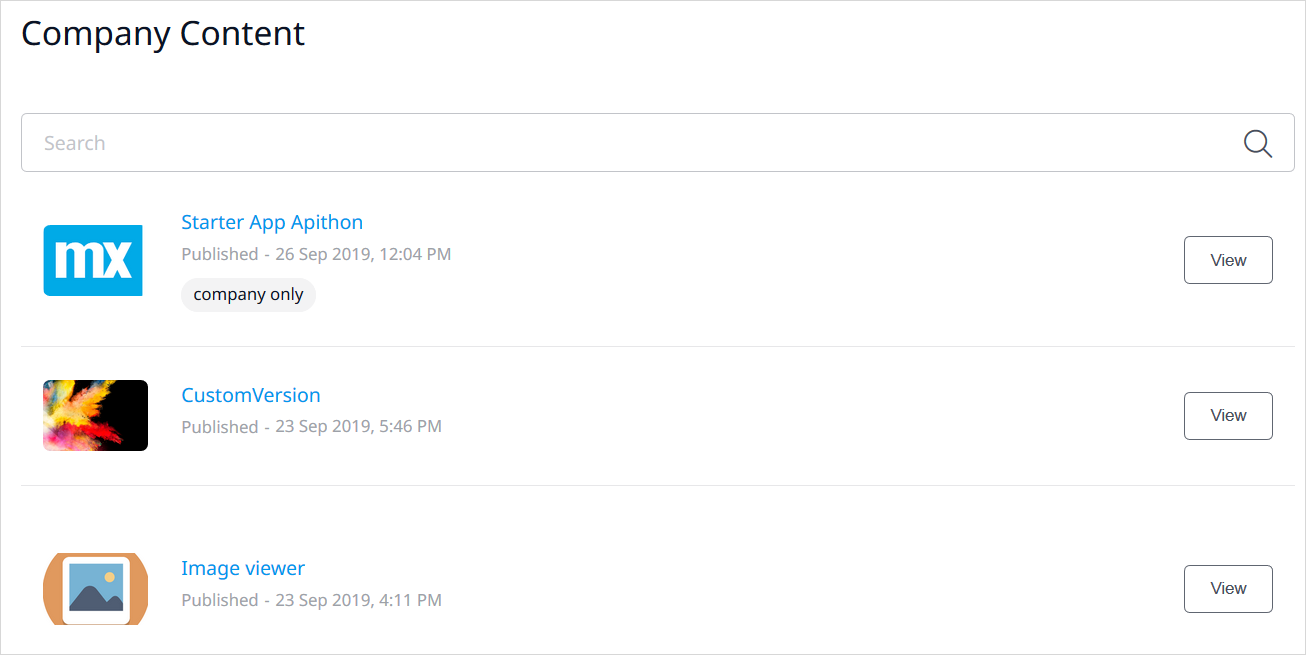 Company Content
Search
mx
Starter App Apithon
Published - 26 Sep 2019, 12:04 PM
company only
View
CustomVersion
Published - 23 Sep 2019, 5:46 PM
View
Image viewer
Published - 23 Sep 2019, 4:11 PM
View